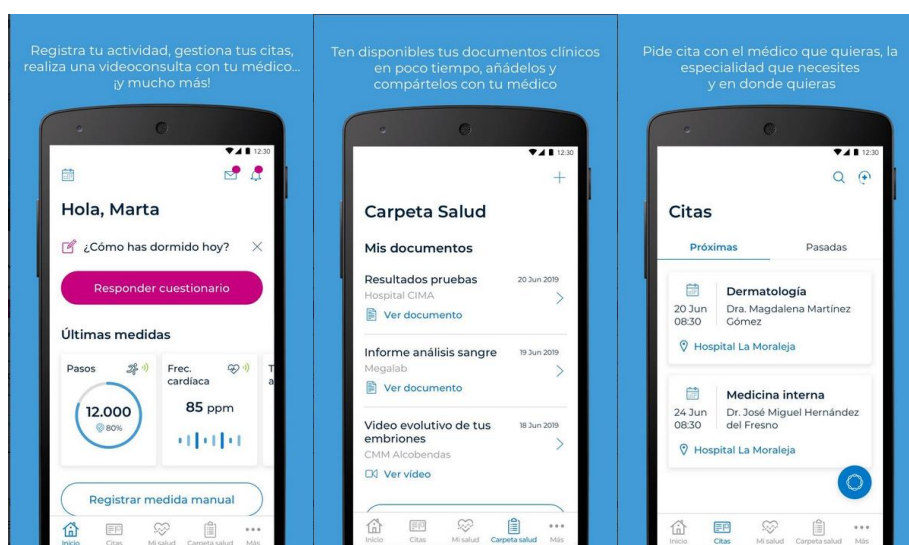 Registra tu actividad, gestiona tus citas,
realiza una videoconsulta con tu médico...
¡y mucho más!
12:30
Hola, Marta
¿Cómo has dormido hoy?
Responder cuestionario
Últimas medidas
Pasos
12.000
80%
Frec.
cardíaca
85 ppm
T
a
Registrar medida manual
Inicio
Citas
Mi salud
Carpeta salud
Más
Ten disponibles tus documentos clínicos
en poco tiempo, añádelos y
compártelos con tu médico
12:30
Carpeta Salud
Mis documentos
Resultados pruebas 20 Jun 2019
Hospital CIMA
Ver documento
Informe análisis sangre 19 Jun 2019
Megalab
Ver documento
Video evolutivo de tus 18 Jun 2019
embriones
CMM Alcobendas
Ver vídeo
Inicio
Citas
Mi salud
Carpeta salud
Más
Pide cita con el médico que quieras, la
especialidad que necesites
y en donde quieras
12:30
Citas
Próximas
Pasadas
20 Jun
08:30
Dermatología
Dra. Magdalena Martínez
Gómez
Hospital La Moraleja
24 Jun
08:30
Medicina interna
Dr. José Miguel Hernández
del Fresno
Hospital La Moraleja
Inicio
Citas
Mi salud
Carpeta salud
Más